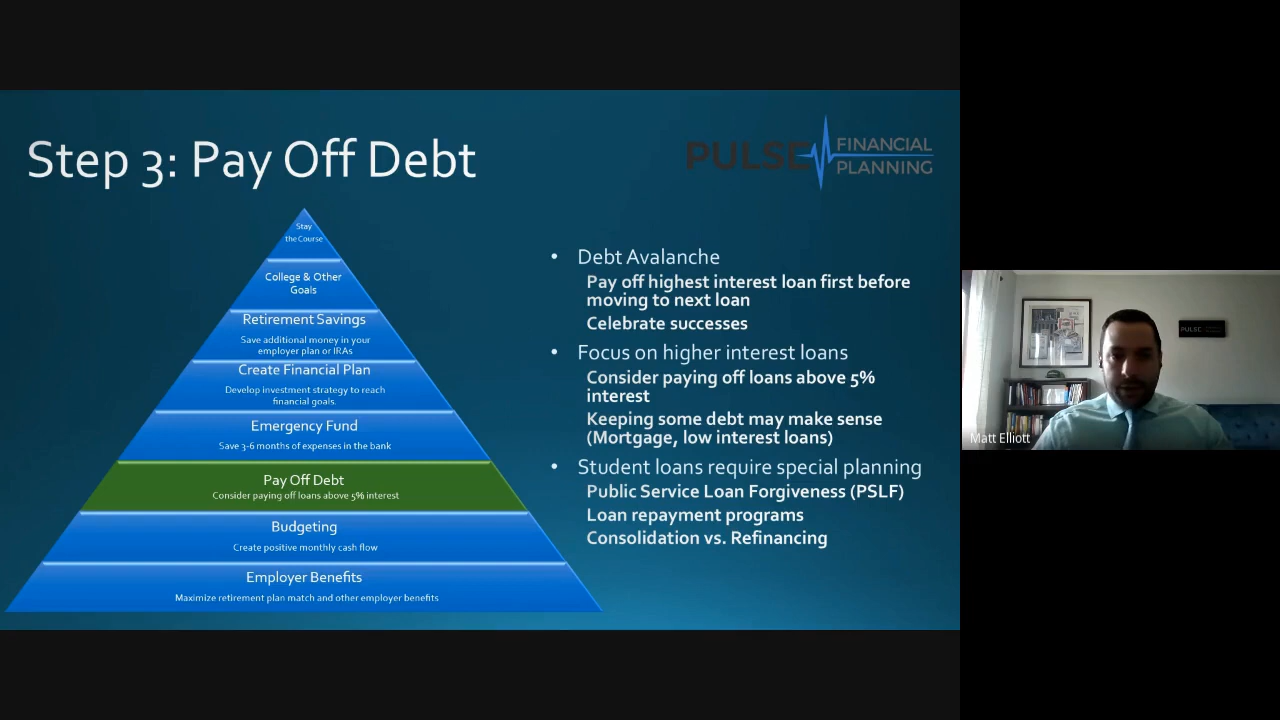 Step 3: Pay Off Debt
PULSE
FINANCIAL
PLANNING
Stay
the Course
College & Other
Goals
Retirement Savings
Save additional money in your
employer plan or IRAs
Create Financial Plan
Develop investment strategy to reach
financial goals.
Emergency Fund
Save 3-6 months of expenses in the bank
Pay Off Debt
Consider paying off loans above 5% interest
Budgeting
Create positive monthly cash flow
Employer Benefits
Maximize retirement plan match and other employer benefits
• Debt Avalanche
Pay off highest interest loan first before
moving to next loan
Celebrate successes
• Focus on higher interest loans
Consider paying off loans above 5%
interest
Keeping some debt may make sense
(Mortgage, low interest loans)
• Student loans require special planning
Public Service Loan Forgiveness (PSLF)
Loan repayment programs
Consolidation vs. Refinancing
PULSE
Matt Elliott